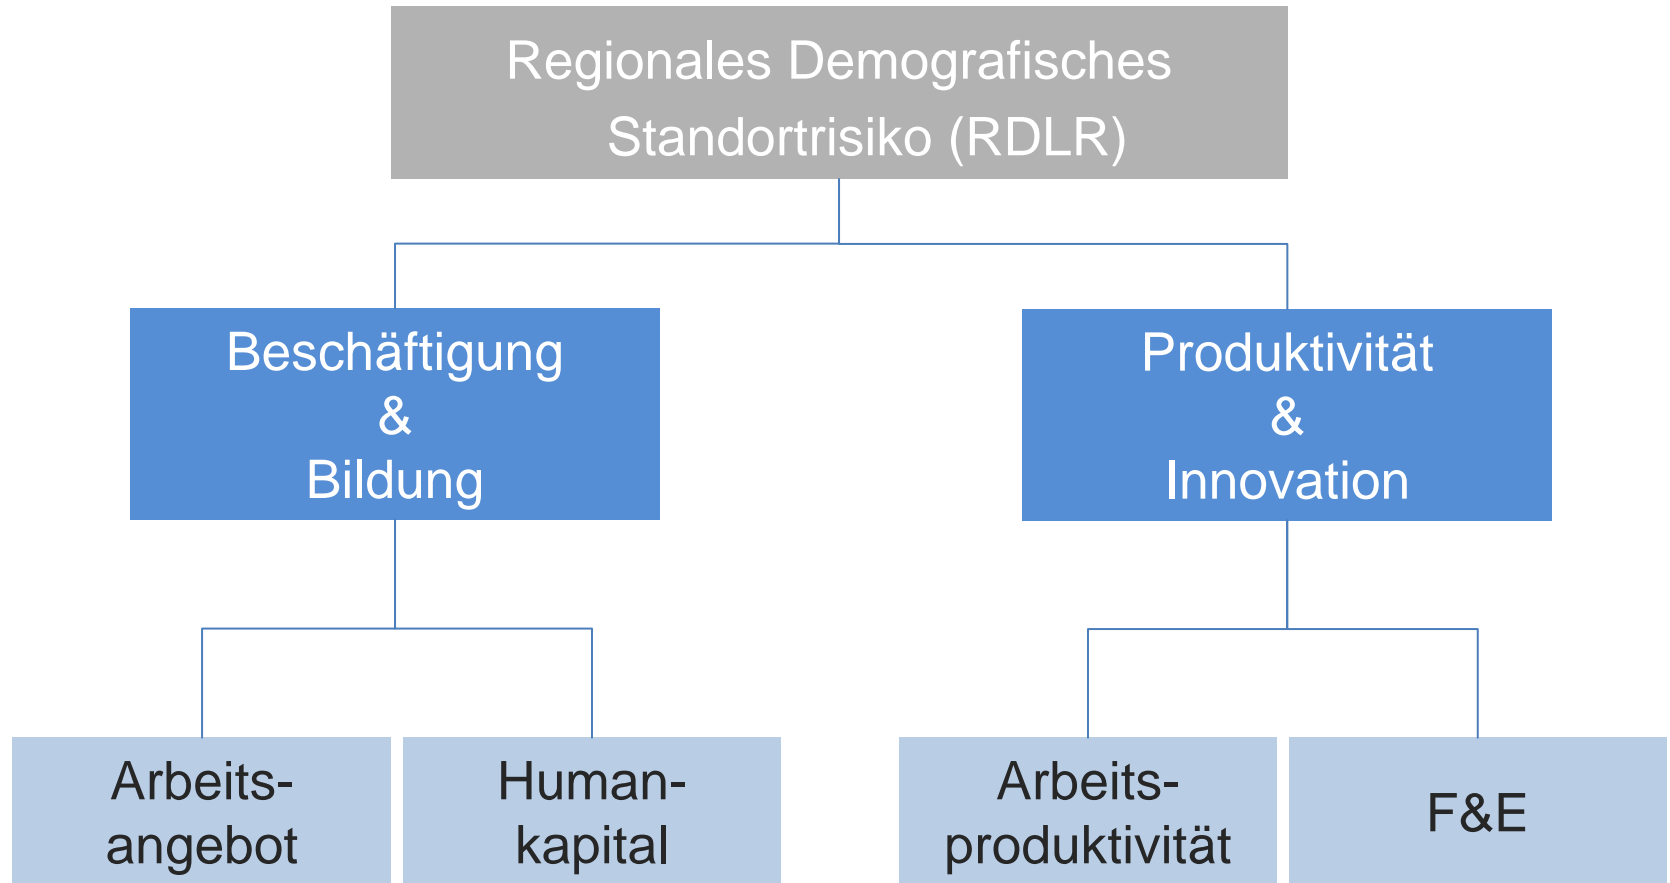 Regionales Demografisches
Standortrisiko (RDLR)
Beschäftigung
&
Bildung
Produktivität
&
Innovation
Arbeits-
angebot
Human-
kapital
Arbeits-
produktivität
F&E